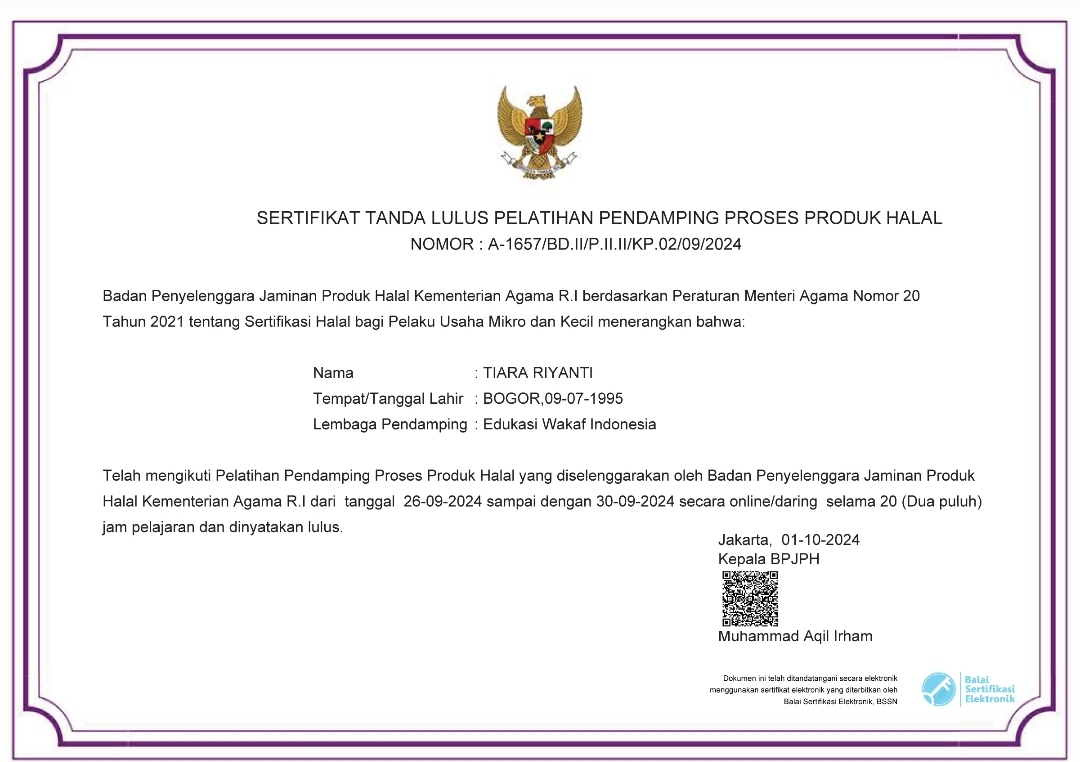 SERTIFIKAT TANDA LULUS PELATIHAN PENDAMPING PROSES PRODUK HALAL
NOMOR : A-1657/BD.II/P.II.II/KP.02/09/2024
Badan Penyelenggara Jaminan Produk Halal Kementerian Agama R.I berdasarkan Peraturan Menteri Agama Nomor 20
Tahun 2021 tentang Sertifikasi Halal bagi Pelaku Usaha Mikro dan Kecil menerangkan bahwa:
Nama : TIARA RIYANTI
Tempat/Tanggal Lahir : BOGOR,09-07-1995
Lembaga Pendamping : Edukasi Wakaf Indonesia
Telah mengikuti Pelatihan Pendamping Proses Produk Halal yang diselenggarakan oleh Badan Penyelenggara Jaminan Produk
Halal Kementerian Agama R.I dari tanggal 26-09-2024 sampai dengan 30-09-2024 secara online/daring selama 20 (Dua puluh)
jam pelajaran dan dinyatakan lulus.
Jakarta, 01-10-2024
Kepala BPJPH
Muhammad Aqil Irham
Dokumen ini telah ditandatangani secara elektronik
menggunakan sertifikat elektronik yang diterbitkan oleh
Balai Sertifikasi Elektronik, BSSN
Balai
Sertifikasi
Elektronik